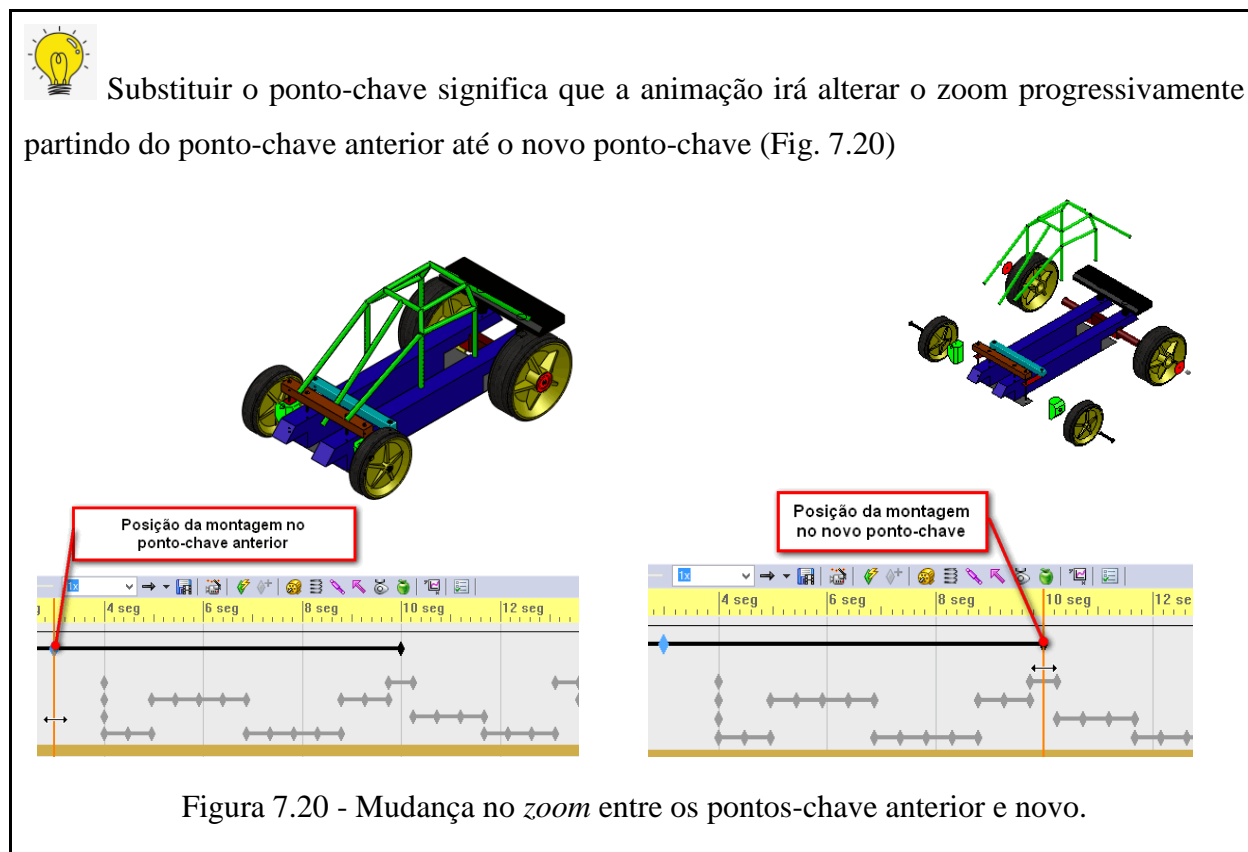 Substituir o ponto-chave significa que a animação irá alterar o zoom progressivamente
partindo do ponto-chave anterior até o novo ponto-chave (Fig. 7.20)
Posição da montagem no
ponto-chave anterior
1x
4 seg
6 seg
8 seg
10 seg
12 seg
Posição da montagem
no novo ponto-chave
1x
4 seg
6 seg
8 seg
10 seg
12 se
Figura 7.20 - Mudança no zoom entre os pontos-chave anterior e novo.